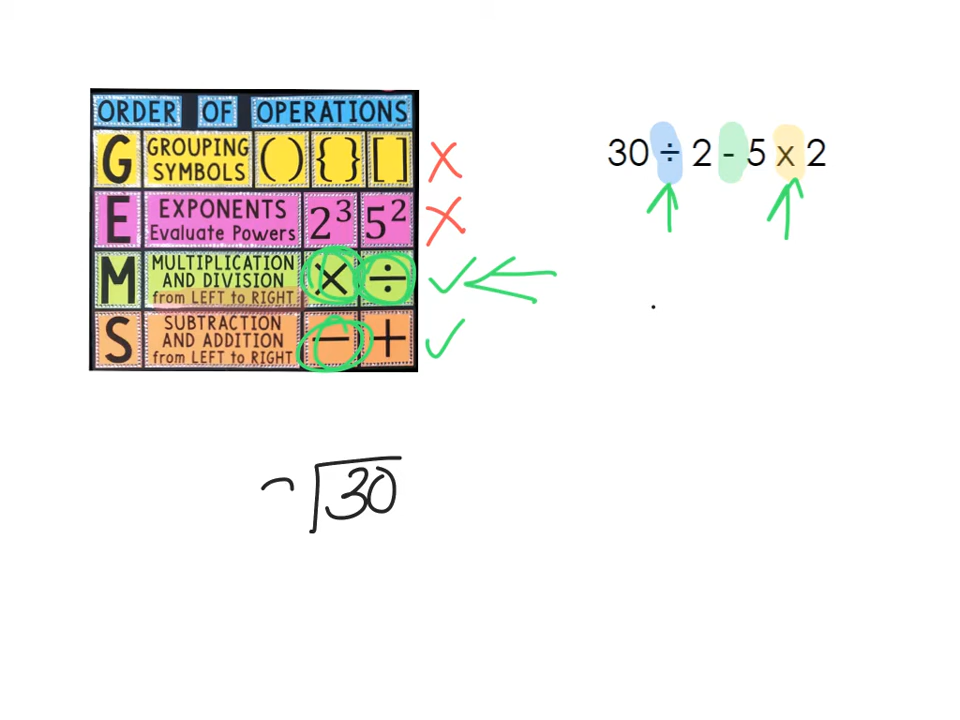 ORDER OF OPERATIONS
G GROUPING SYMBOLS ( ) { } [ ] X
E EXPONENTS Evaluate Powers 2³ 5² X
M MULTIPLICATION AND DIVISION from LEFT to RIGHT × ÷ ✓
S SUBTRACTION AND ADDITION from LEFT to RIGHT − + ✓
30 ÷ 2 - 5 x 2
30